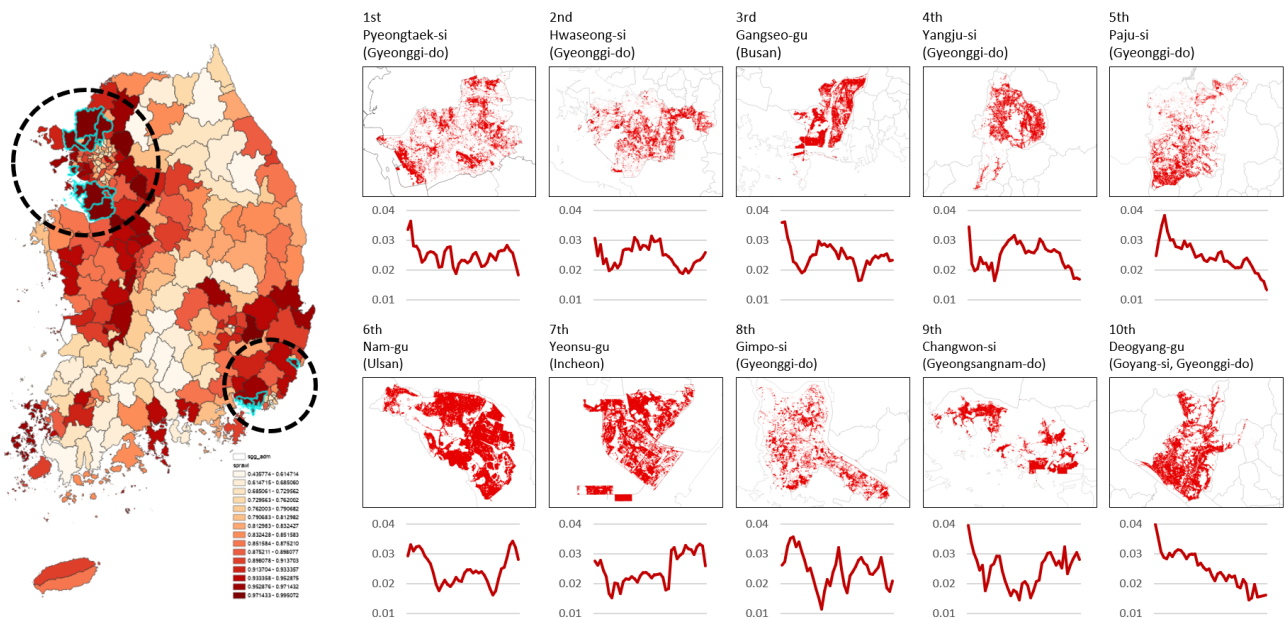 1st
Pyeongtaek-si
(Gyeonggi-do)
2nd
Hwaseong-si
(Gyeonggi-do)
3rd
Gangseo-gu
(Busan)
4th
Yangju-si
(Gyeonggi-do)
5th
Paju-si
(Gyeonggi-do)
0.04
0.03
0.02
0.01
6th
Nam-gu
(Ulsan)
7th
Yeonsu-gu
(Incheon)
8th
Gimpo-si
(Gyeonggi-do)
9th
Changwon-si
(Gyeongsangnam-do)
10th
Deogyang-gu
(Goyang-si, Gyeonggi-do)
0.04
0.03
0.02
0.01
sgg_adm
spravi
0.435774 - 0.614714
0.614715 - 0.685060
0.685061 - 0.729562
0.729563 - 0.762002
0.762003 - 0.790682
0.790683 - 0.812982
0.812983 - 0.832427
0.832428 - 0.851583
0.851584 - 0.875210
0.875211 - 0.898077
0.898078 - 0.913703
0.913704 - 0.933357
0.933358 - 0.952875
0.952876 - 0.971432
0.971433 - 0.995072